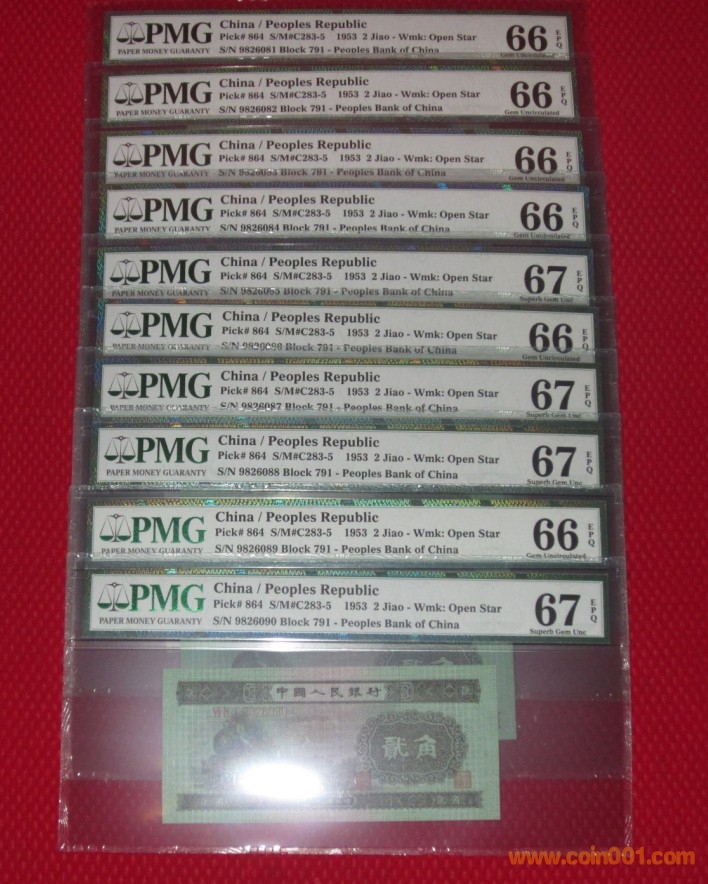 PMG
PAPER MONEY GUARANTY
China / Peoples Republic
Pick# 864 S/M#C283-5 1953 2 Jiao - Wmk: Open Star
S/N 9826081 Block 791 - Peoples Bank of China
66 EPQ
Gem Uncirculated
PMG
PAPER MONEY GUARANTY
China / Peoples Republic
Pick# 864 S/M#C283-5 1953 2 Jiao - Wmk: Open Star
S/N 9826082 Block 791 - Peoples Bank of China
66 EPQ
Gem Uncirculated
PMG
PAPER MONEY GUARANTY
China / Peoples Republic
Pick# 864 S/M#C283-5 1953 2 Jiao - Wmk: Open Star
S/N 9826083 Block 791 - Peoples Bank of China
66 EPQ
Gem Uncirculated
PMG
PAPER MONEY GUARANTY
China / Peoples Republic
Pick# 864 S/M#C283-5 1953 2 Jiao - Wmk: Open Star
S/N 9826084 Block 791 - Peoples Bank of China
66 EPQ
Gem Uncirculated
PMG
PAPER MONEY GUARANTY
China / Peoples Republic
Pick# 864 S/M#C283-5 1953 2 Jiao - Wmk: Open Star
S/N 9826085 Block 791 - Peoples Bank of China
67 EPQ
Superb Gem Unc
PMG
PAPER MONEY GUARANTY
China / Peoples Republic
Pick# 864 S/M#C283-5 1953 2 Jiao - Wmk: Open Star
S/N 9826086 Block 791 - Peoples Bank of China
66 EPQ
Gem Uncirculated
PMG
PAPER MONEY GUARANTY
China / Peoples Republic
Pick# 864 S/M#C283-5 1953 2 Jiao - Wmk: Open Star
S/N 9826087 Block 791 - Peoples Bank of China
67 EPQ
Superb Gem Unc
PMG
PAPER MONEY GUARANTY
China / Peoples Republic
Pick# 864 S/M#C283-5 1953 2 Jiao - Wmk: Open Star
S/N 9826088 Block 791 - Peoples Bank of China
67 EPQ
Superb Gem Unc
PMG
PAPER MONEY GUARANTY
China / Peoples Republic
Pick# 864 S/M#C283-5 1953 2 Jiao - Wmk: Open Star
S/N 9826089 Block 791 - Peoples Bank of China
66 EPQ
Gem Uncirculated
PMG
PAPER MONEY GUARANTY
China / Peoples Republic
Pick# 864 S/M#C283-5 1953 2 Jiao - Wmk: Open Star
S/N 9826090 Block 791 - Peoples Bank of China
67 EPQ
Superb Gem Unc
中國人民銀行
貳角
www.coin001.com